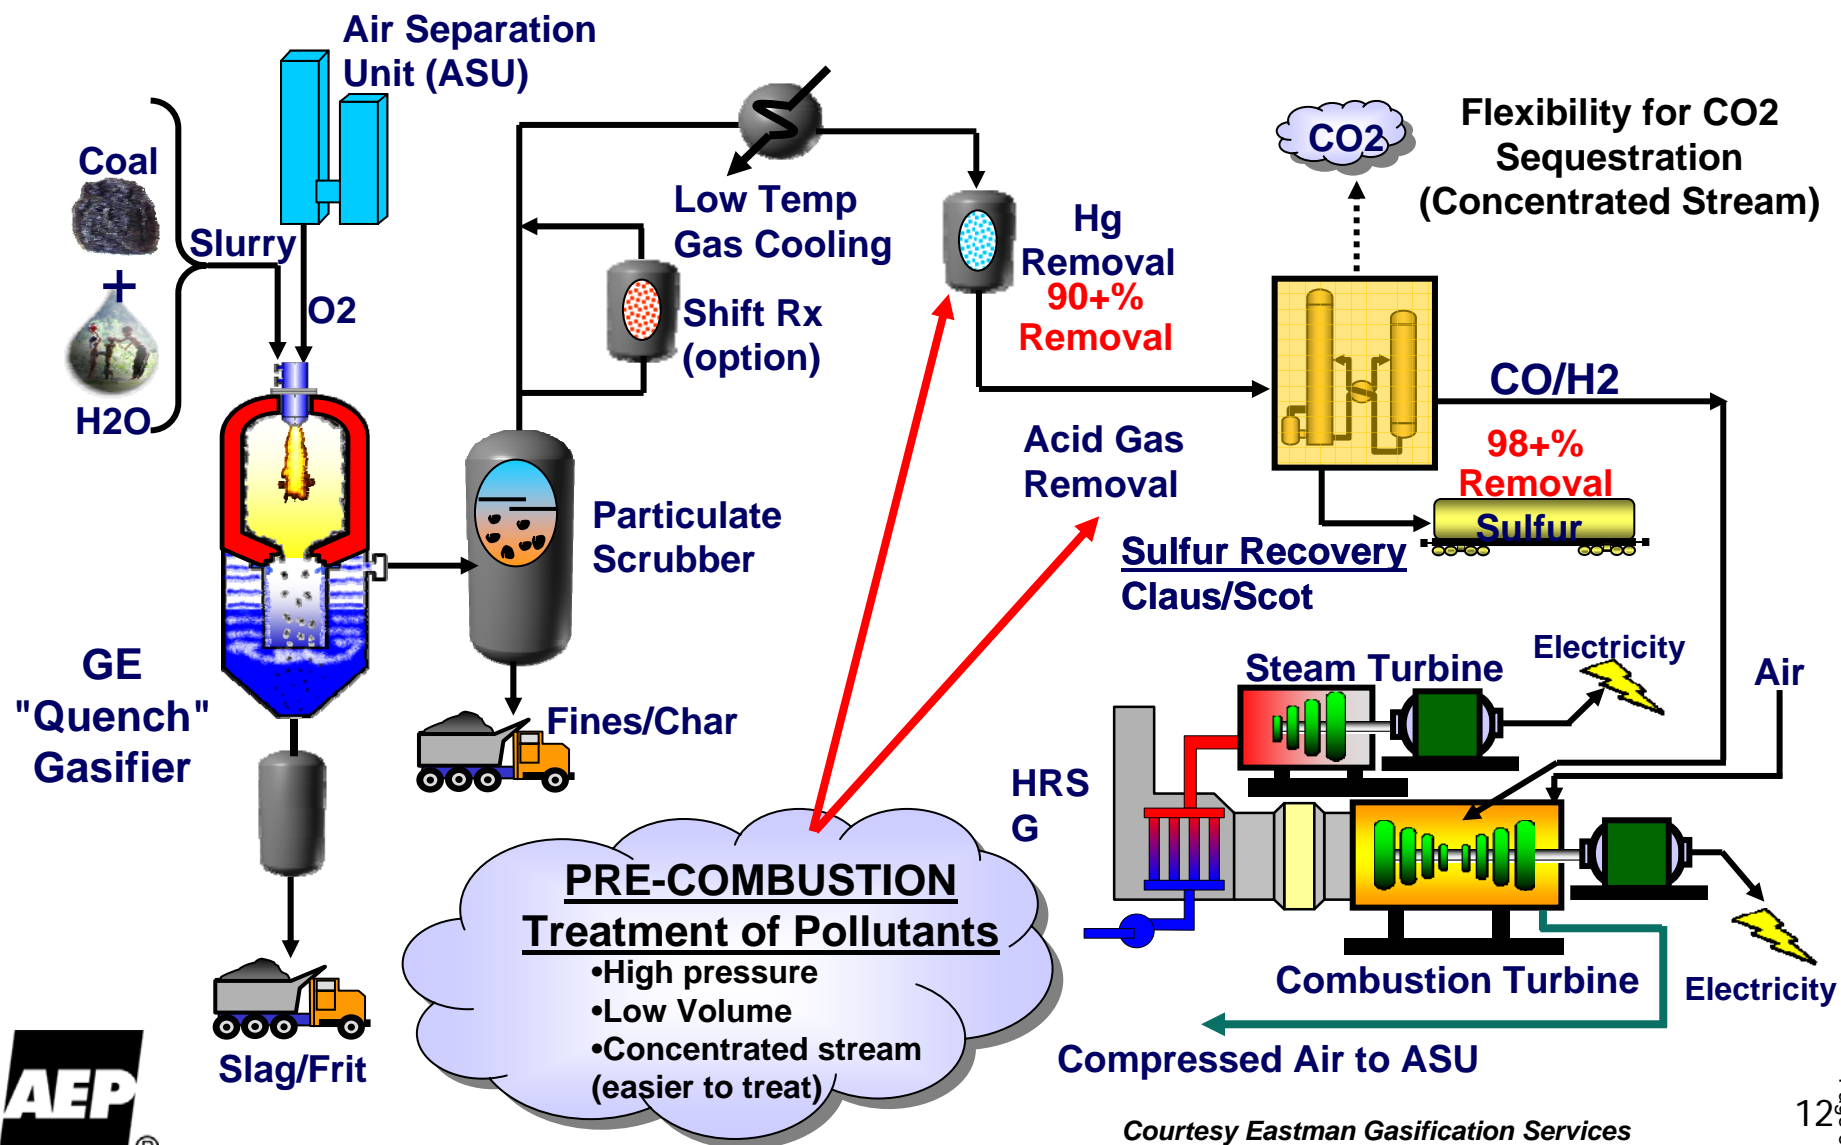 Air Separation
Unit (ASU)
Coal
+
H2O
Slurry
O2
GE
"Quench"
Gasifier
Slag/Frit
Particulate
Scrubber
Fines/Char
Low Temp
Gas Cooling
Shift Rx
(option)
Hg
Removal
90+%
Removal
CO2
Flexibility for CO2
Sequestration
(Concentrated Stream)
Acid Gas
Removal
CO/H2
98+%
Removal
Sulfur
Sulfur Recovery
Claus/Scot
Steam Turbine
Electricity
Air
HRS
G
Combustion Turbine
Electricity
Compressed Air to ASU
PRE-COMBUSTION
Treatment of Pollutants
•High pressure
•Low Volume
•Concentrated stream
(easier to treat)
AEP
®
Courtesy Eastman Gasification Services
12